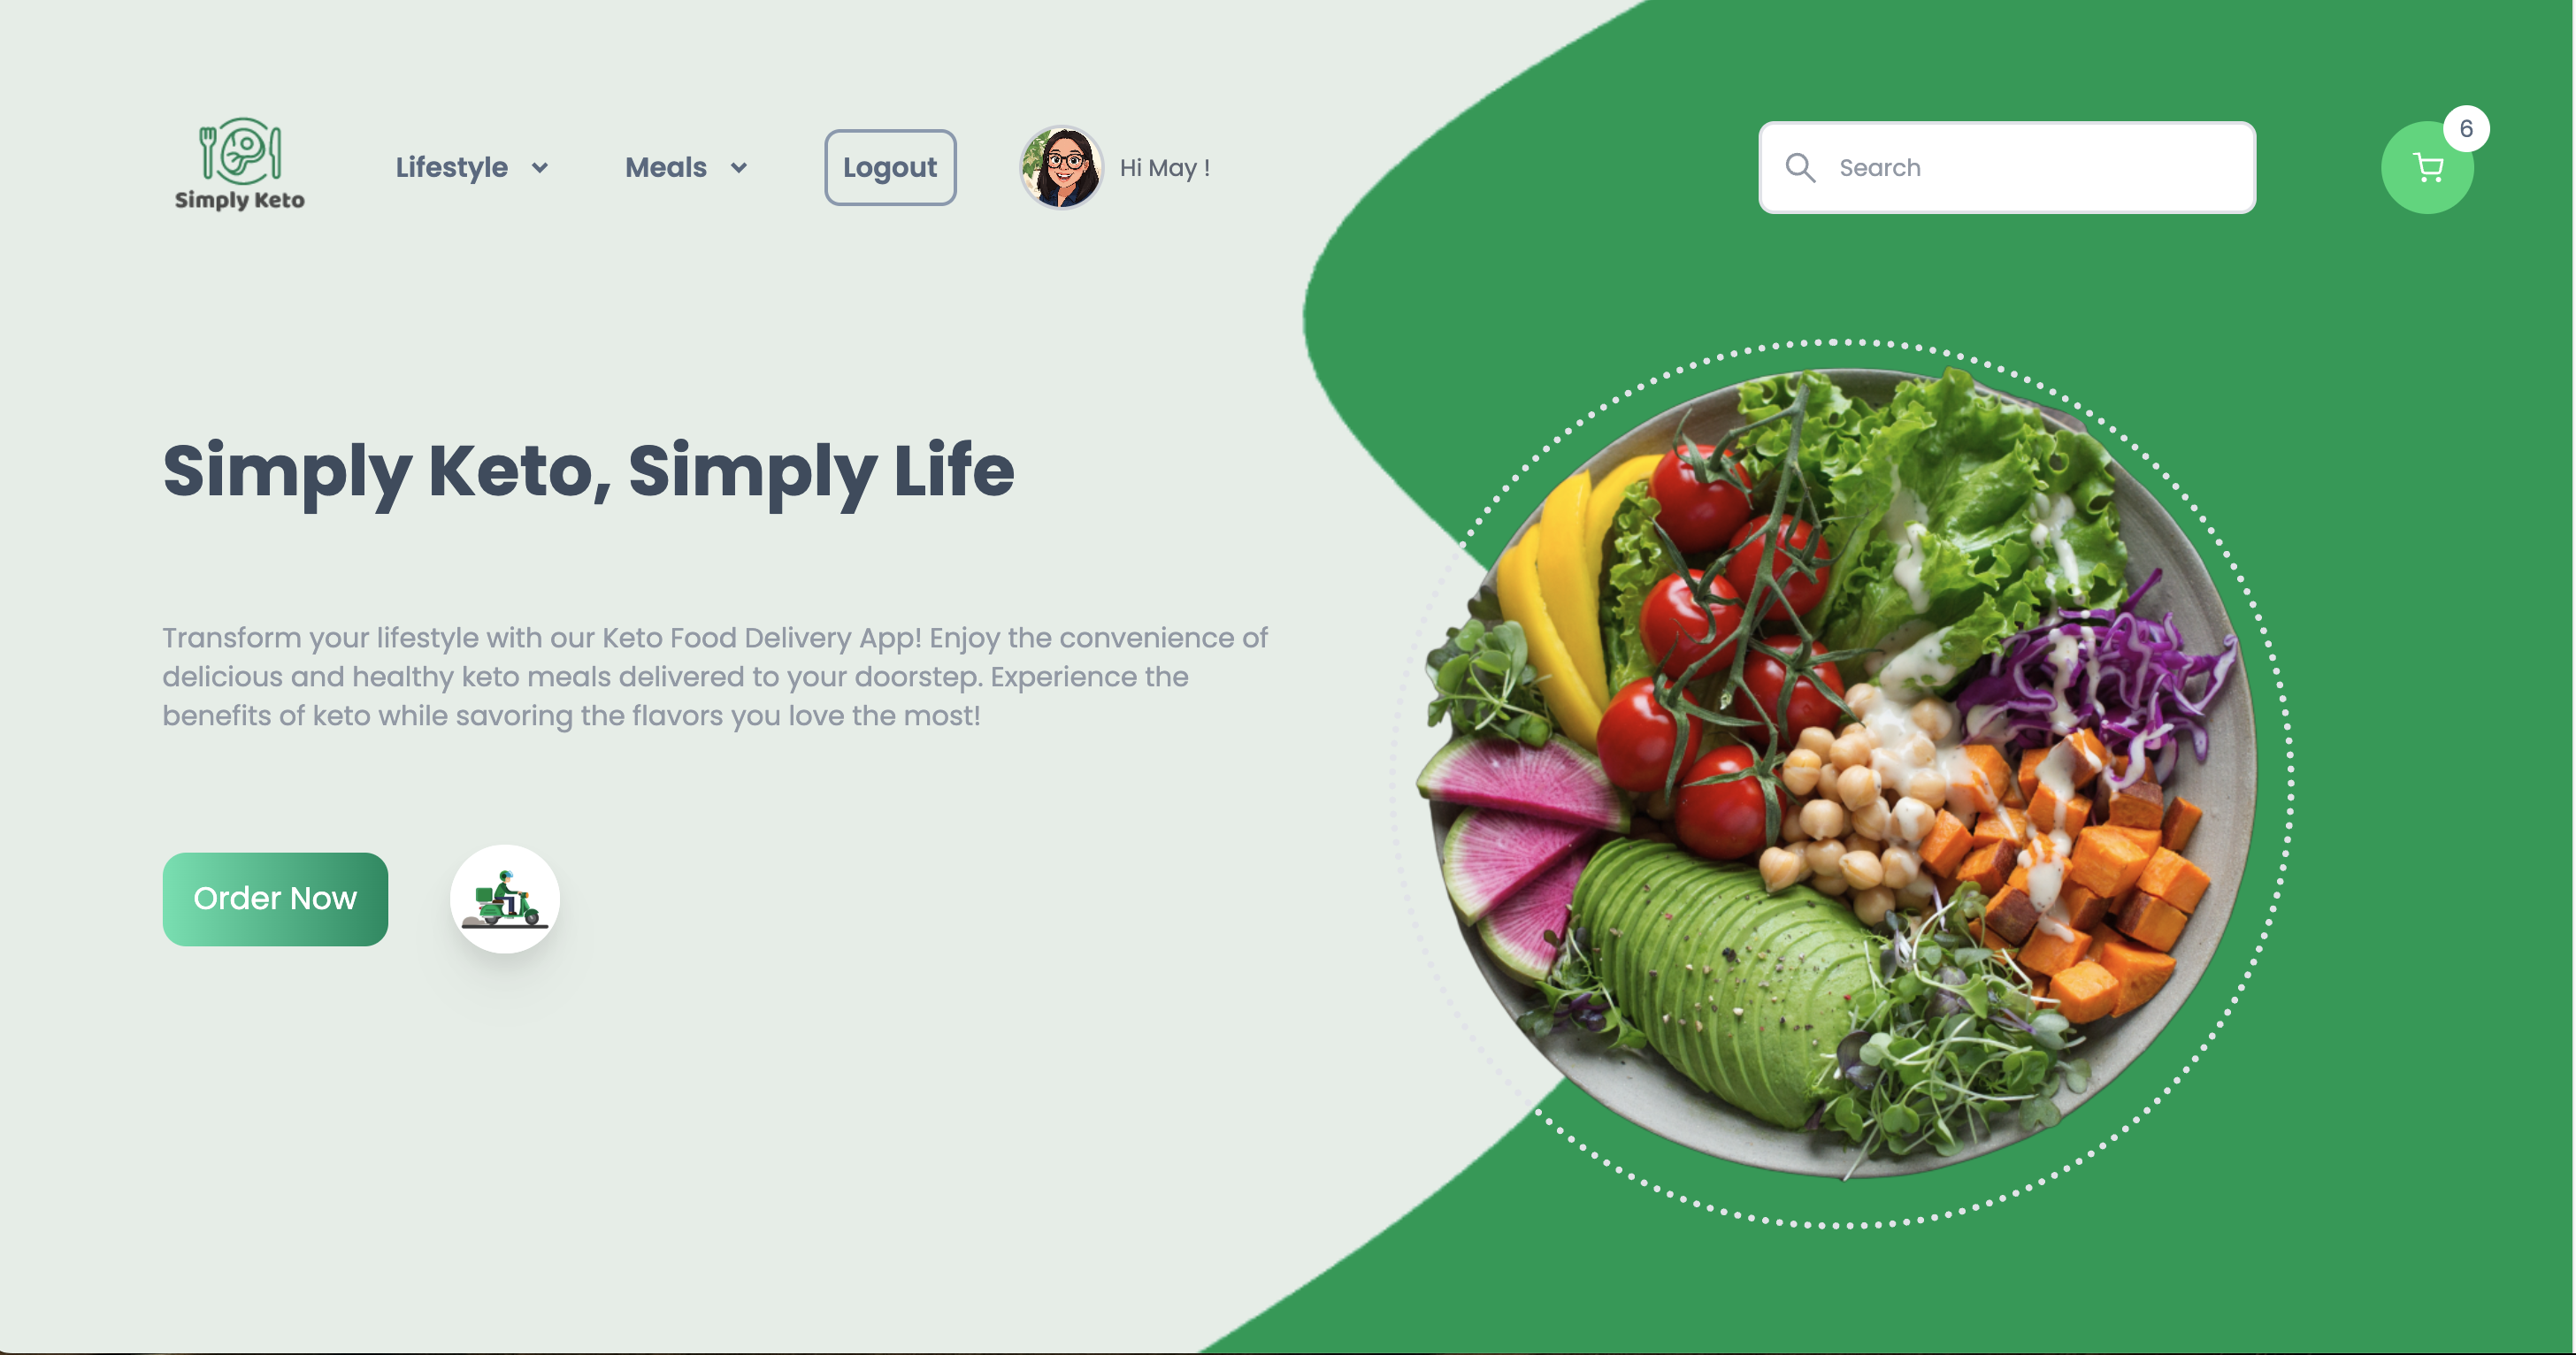 Simply Keto
Lifestyle
Meals
Logout
Hi May !
Search
6
Simply Keto, Simply Life
Transform your lifestyle with our Keto Food Delivery App! Enjoy the convenience of
delicious and healthy keto meals delivered to your doorstep. Experience the
benefits of keto while savoring the flavors you love the most!
Order Now